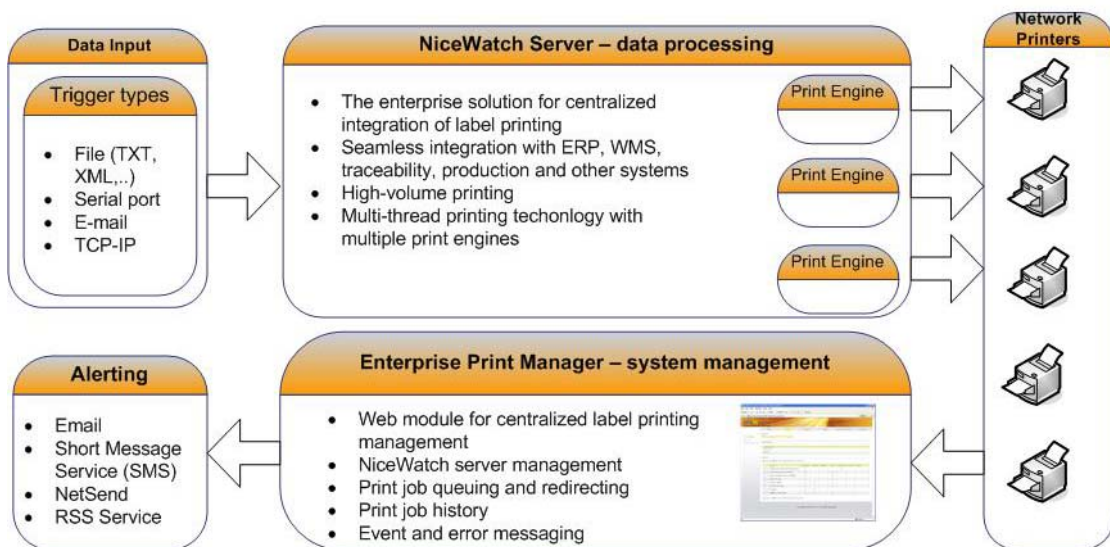 Data Input
Trigger types
• File (TXT,
XML,..)
• Serial port
• E-mail
• TCP-IP
NiceWatch Server – data processing
• The enterprise solution for centralized
integration of label printing
• Seamless integration with ERP, WMS,
traceability, production and other systems
• High-volume printing
• Multi-thread printing techonlogy with
multiple print engines
Print Engine
Print Engine
Print Engine
Network
Printers
Alerting
• Email
• Short Message
Service (SMS)
• NetSend
• RSS Service
Enterprise Print Manager – system management
• Web module for centralized label printing
management
• NiceWatch server management
• Print job queuing and redirecting
• Print job history
• Event and error messaging